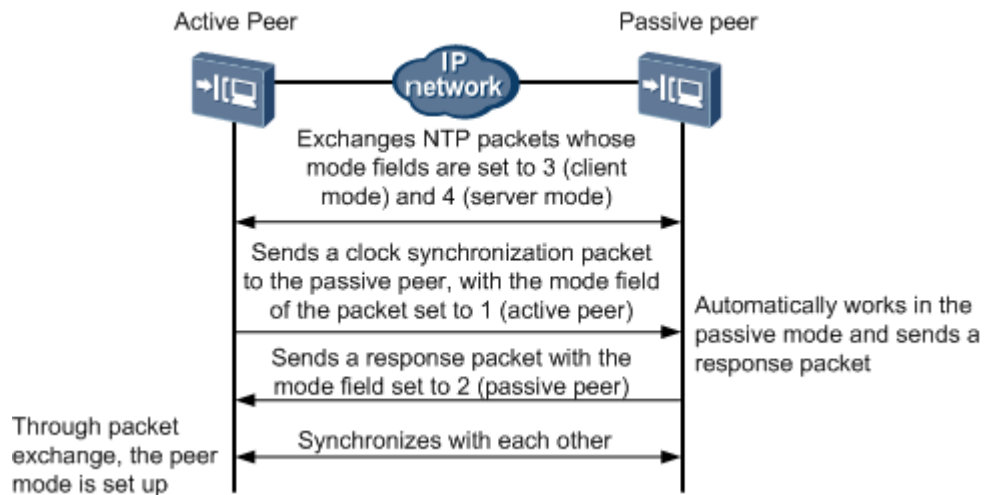 Active Peer
Passive peer
IP
network
Exchanges NTP packets whose
mode fields are set to 3 (client
mode) and 4 (server mode)
Sends a clock synchronization packet
to the passive peer, with the mode field
of the packet set to 1 (active peer)
Automatically works in the
passive mode and sends a
response packet
Sends a response packet with the
mode field set to 2 (passive peer)
Through packet
exchange, the peer
mode is set up
Synchronizes with each other